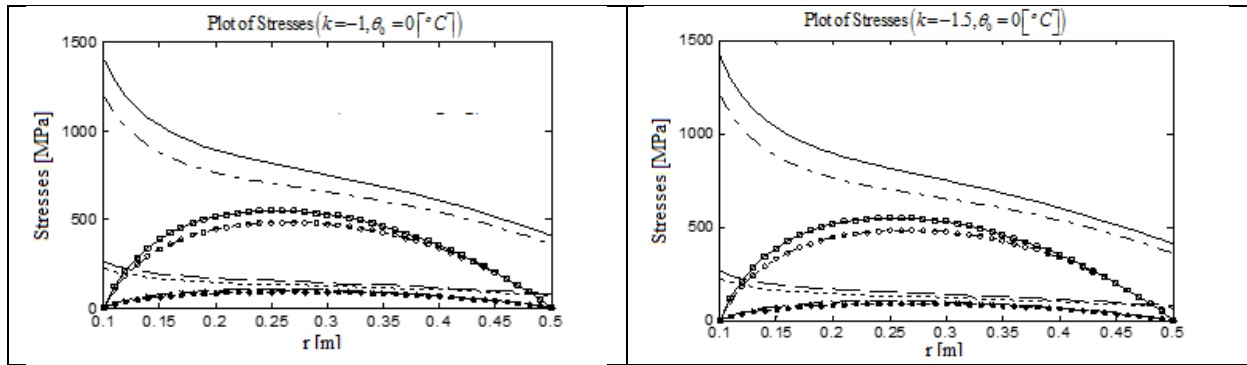 Plot of Stresses(k=−1,θ₀=0[°C])
1500
1000
500
0
Stresses [MPa]
0.1 0.15 0.2 0.25 0.3 0.35 0.4 0.45 0.5
r [m]
Plot of Stresses(k=−1.5,θ₀=0[°C])
1500
1000
500
0
Stresses [MPa]
0.1 0.15 0.2 0.25 0.3 0.35 0.4 0.45 0.5
r [m]